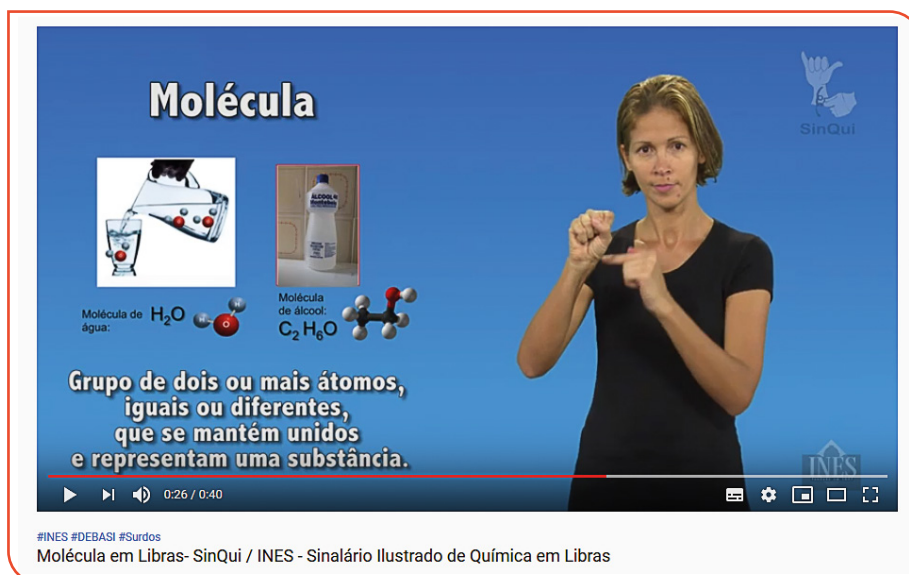 Molécula
SinQui
ÁLCOOL
Molécula de água:
H₂O
H
H
O
Molécula de álcool:
C₂H₆O
Grupo de dois ou mais átomos,
iguais ou diferentes,
que se mantém unidos
e representam uma substância.
INES
0:26 / 0:40
#INES #DEBASI #Surdos
Molécula em Libras- SinQui / INES - Sinalário Ilustrado de Química em Libras